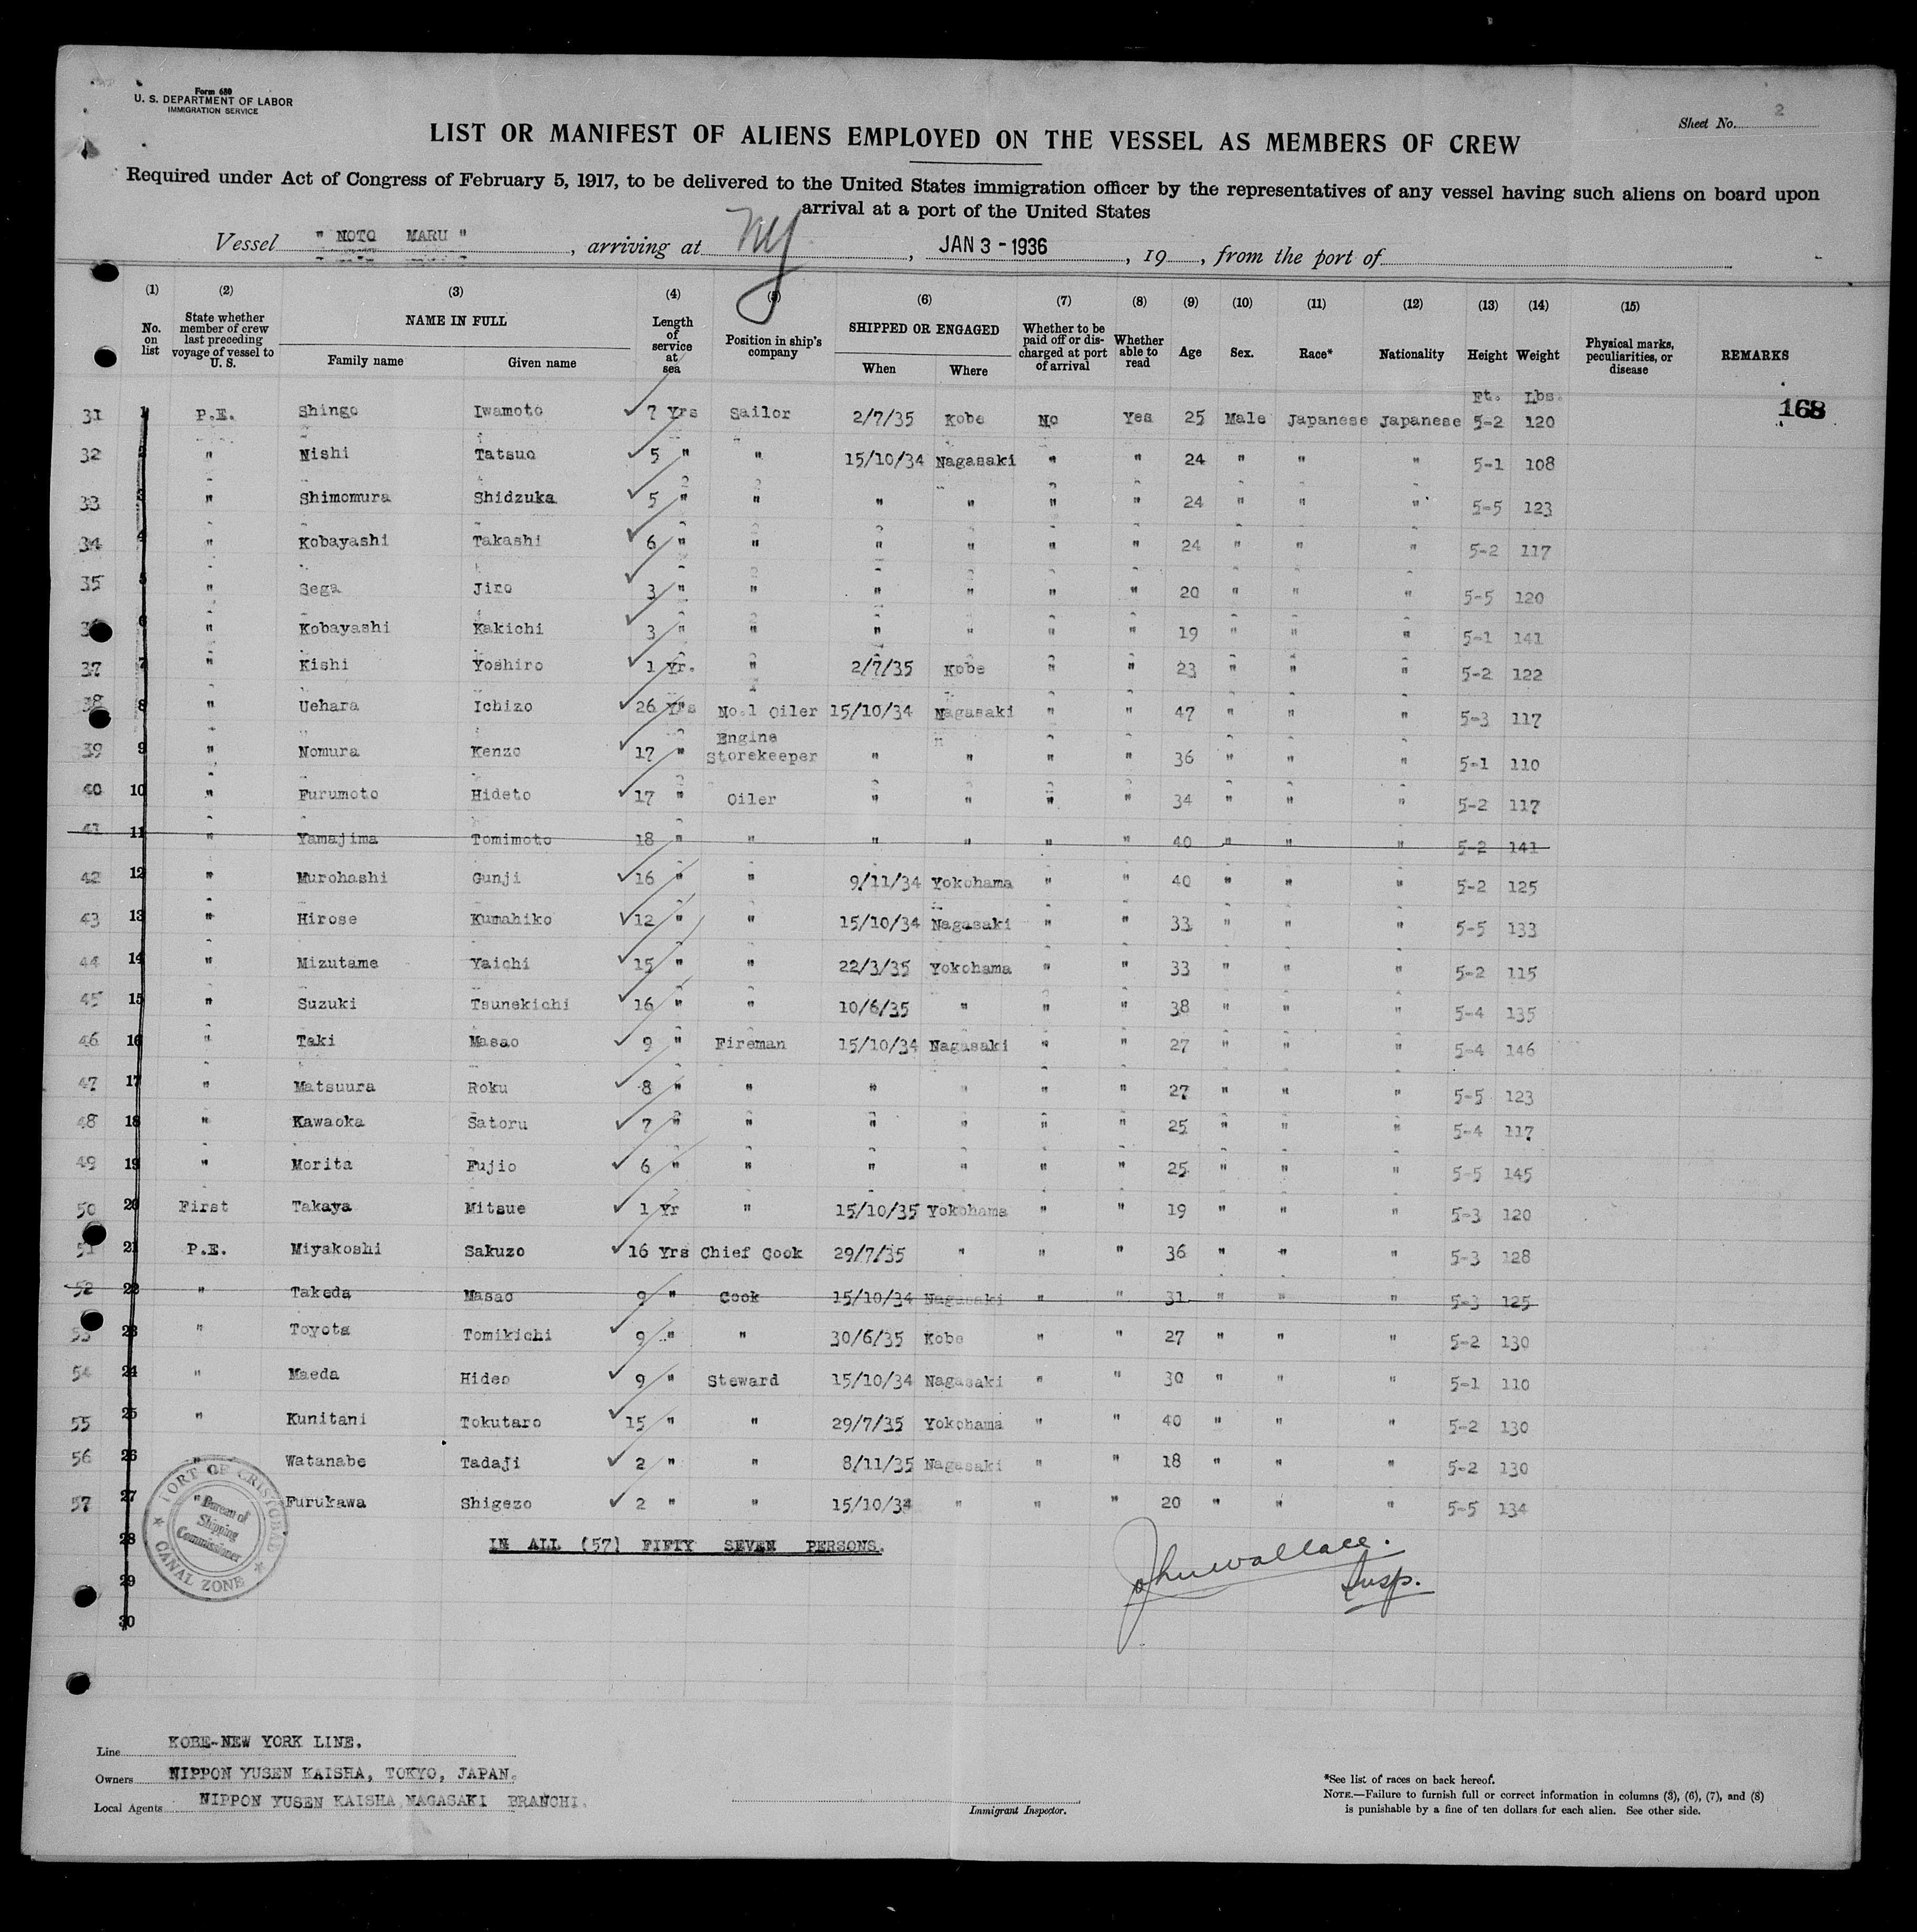 Form 680
U. S. DEPARTMENT OF LABOR
IMMIGRATION SERVICE
Sheet No. 2
LIST OR MANIFEST OF ALIENS EMPLOYED ON THE VESSEL AS MEMBERS OF CREW
Required under Act of Congress of February 5, 1917, to be delivered to the United States immigration officer by the representatives of any vessel having such aliens on board upon
arrival at a port of the United States
Vessel " NOTO MARU " , arriving at NY , JAN 3 - 1936 , 19 , from the port of
(1) (2) (3) (4) (5) (6) (7) (8) (9) (10) (11) (12) (13) (14) (15)
No. on list State whether member of crew last preceding voyage of vessel to U. S. NAME IN FULL Family name Given name Length of service at sea Position in ship's company SHIPPED OR ENGAGED When Where Whether to be paid off or discharged at port of arrival Whether able to read Age Sex. Race* Nationality Height Weight Physical marks, peculiarities, or disease REMARKS
Ft. Lbs.
31 1 P.E. Shingo Iwamoto ✓ 7 Yrs Sailor 2/7/35 Kobe No Yes 25 Male Japanese Japanese 5-2 120 168
32 2 " Nishi Tatsuo ✓ 5 " " 15/10/34 Nagasaki " " 24 " " " 5-1 108
33 3 " Shimomura Shidzuka ✓ 5 " " " " " " 24 " " " 5-5 123
34 4 " Kobayashi Takashi ✓ 6 " " " " " " 24 " " " 5-2 117
35 5 " Sega Jiro ✓ 3 " " " " " " 20 " " " 5-5 120
6 " Kobayashi Kakichi ✓ 3 " " " " " " 19 " " " 5-1 141
37 7 " Kishi Yoshiro ✓ 1 Yr. " 2/7/35 Kobe " " 23 " " " 5-2 122
38 8 " Uehara Ichizo ✓ 26 Yrs No.1 Oiler 15/10/34 Nagasaki " " 47 " " " 5-3 117
39 9 " Nomura Kenzo ✓ 17 " Engine Storekeeper " " " " 36 " " " 5-1 110
40 10 " Furumoto Hideto ✓ 17 " Oiler " " " " 34 " " " 5-2 117
41 11 " Yamajima Tomimoto 18 " " " " " " 40 " " " 5-2 141
42 12 " Murohashi Gunji ✓ 16 " " 9/11/34 Yokohama " " 40 " " " 5-2 125
43 13 " Hirose Kumahiko ✓ 12 " " 15/10/34 Nagasaki " " 33 " " " 5-5 133
44 14 " Mizutame Yaichi ✓ 15 " " 22/3/35 Yokohama " " 33 " " " 5-2 115
45 15 " Suzuki Tsunekichi ✓ 16 " " 10/6/35 " " " 38 " " " 5-4 135
46 16 " Taki Masao ✓ 9 " Fireman 15/10/34 Nagasaki " " 27 " " " 5-4 146
47 17 " Matsuura Roku ✓ 8 " " " " " " 27 " " " 5-5 123
48 18 " Kawaoka Satoru ✓ 7 " " " " " " 25 " " " 5-4 117
49 19 " Morita Fujio ✓ 6 " " " " " " 25 " " " 5-5 145
50 20 First Takaya Mitsue ✓ 1 Yr " 15/10/35 Yokohama " " 19 " " " 5-3 120
51 21 P.E. Miyakoshi Sakuzo ✓ 16 Yrs Chief Cook 29/7/35 " " " 36 " " " 5-3 128
52 22 " Takeda Masao 9 " Cook 15/10/34 Nagasaki " " 31 " " " 5-3 125
53 23 " Toyota Tomikichi ✓ 9 " " 30/6/35 Kobe " " 27 " " " 5-2 130
54 24 " Maeda Hideo ✓ 9 " Steward 15/10/34 Nagasaki " " 30 " " " 5-1 110
55 25 " Kunitani Tokutaro ✓ 15 " " 29/7/35 Yokohama " " 40 " " " 5-2 130
56 26 " Watanabe Tadaji ✓ 2 " " 8/11/35 Nagasaki " " 18 " " " 5-2 130
57 27 " Furukawa Shigezo ✓ 2 " " 15/10/34 " " " 20 " " " 5-5 134
28 IN ALL (57) FIFTY SEVEN PERSONS.
29
30
PORT OF CRISTOBAL
Bureau of
Shipping
Commissioner
CANAL ZONE
John Wallace.
Insp.
Line KOBE-NEW YORK LINE.
Owners NIPPON YUSEN KAISHA, TOKYO, JAPAN.
Local Agents NIPPON YUSEN KAISHA, NAGASAKI BRANCH.
Immigrant Inspector.
*See list of races on back hereof.
NOTE.—Failure to furnish full or correct information in columns (3), (6), (7), and (8)
is punishable by a fine of ten dollars for each alien. See other side.